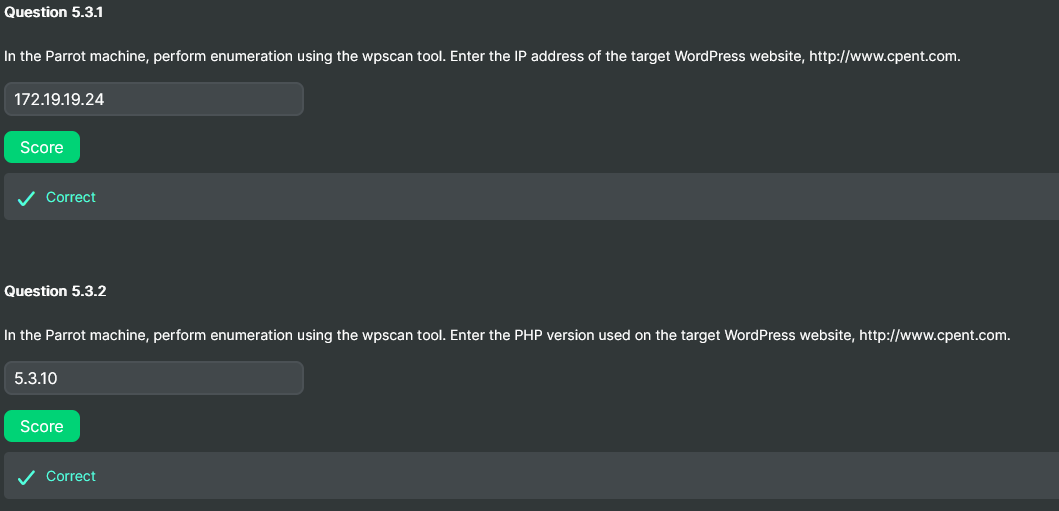 Question 5.3.1
In the Parrot machine, perform enumeration using the wpscan tool. Enter the IP address of the target WordPress website, http://www.cpent.com.
172.19.19.24
Score
Correct
Question 5.3.2
In the Parrot machine, perform enumeration using the wpscan tool. Enter the PHP version used on the target WordPress website, http://www.cpent.com.
5.3.10
Score
Correct